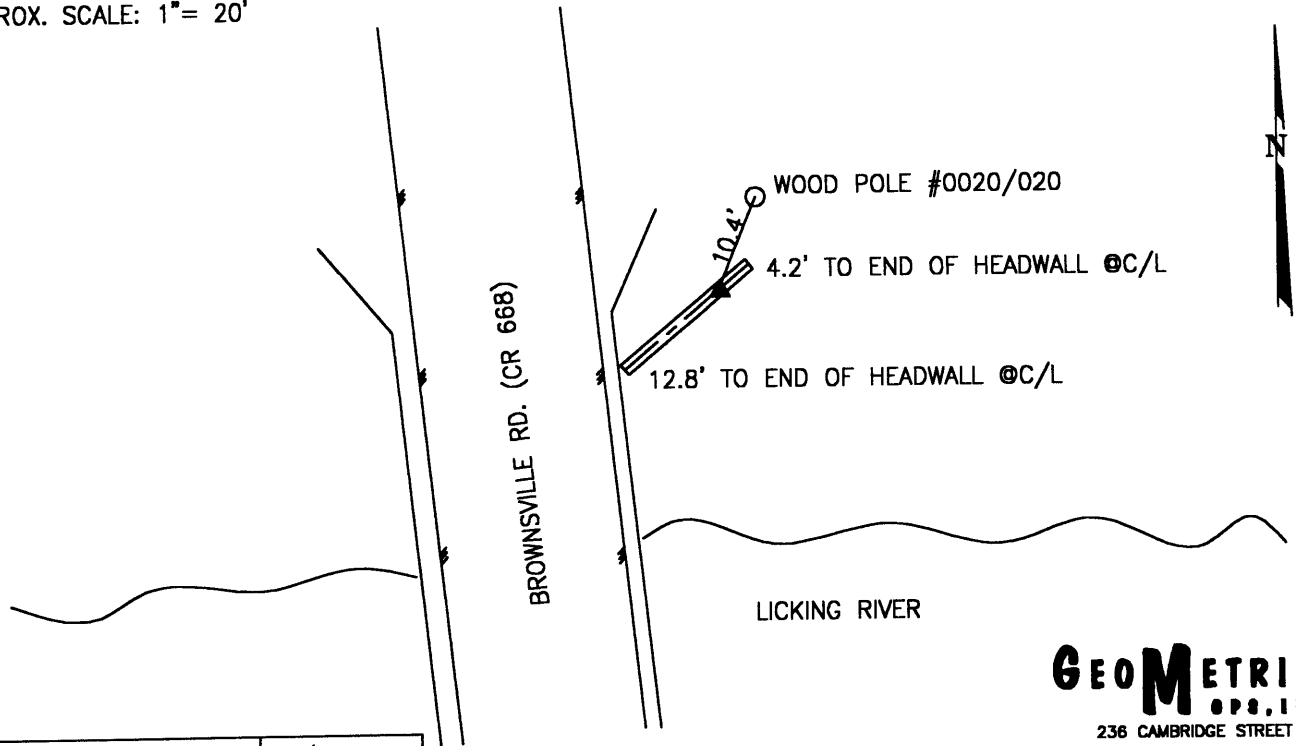 ROX. SCALE: 1"= 20'
N
WOOD POLE #0020/020
10.4'
4.2' TO END OF HEADWALL @C/L
BROWNSVILLE RD. (CR 668)
12.8' TO END OF HEADWALL @C/L
LICKING RIVER
GEOMETRI
GPS, I
236 CAMBRIDGE STREET